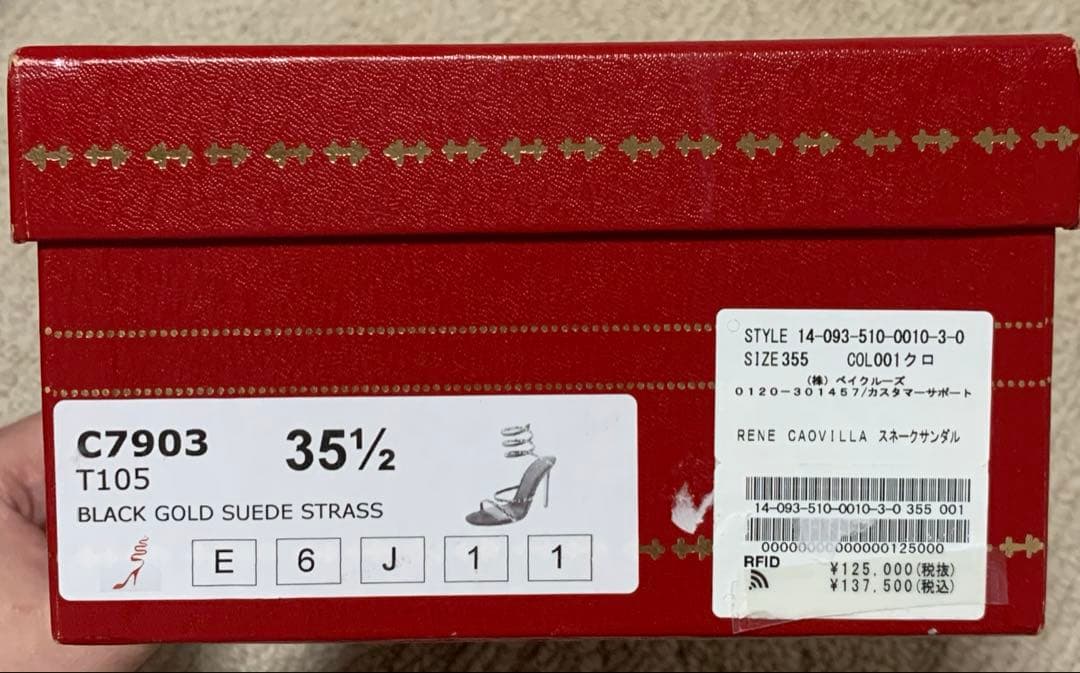 C7903 35½
T105
BLACK GOLD SUEDE STRASS
E 6 J 1 1
STYLE 14-093-510-0010-3-0
SIZE355 COL001クロ
(株) ベイクルーズ
0120-301457/カスタマーサポート
RENE CAOVILLA スネークサンダル
14-093-510-0010-3-0 355 001
00000000000000125000
RFID
¥125,000(税抜)
¥137,500(税込)